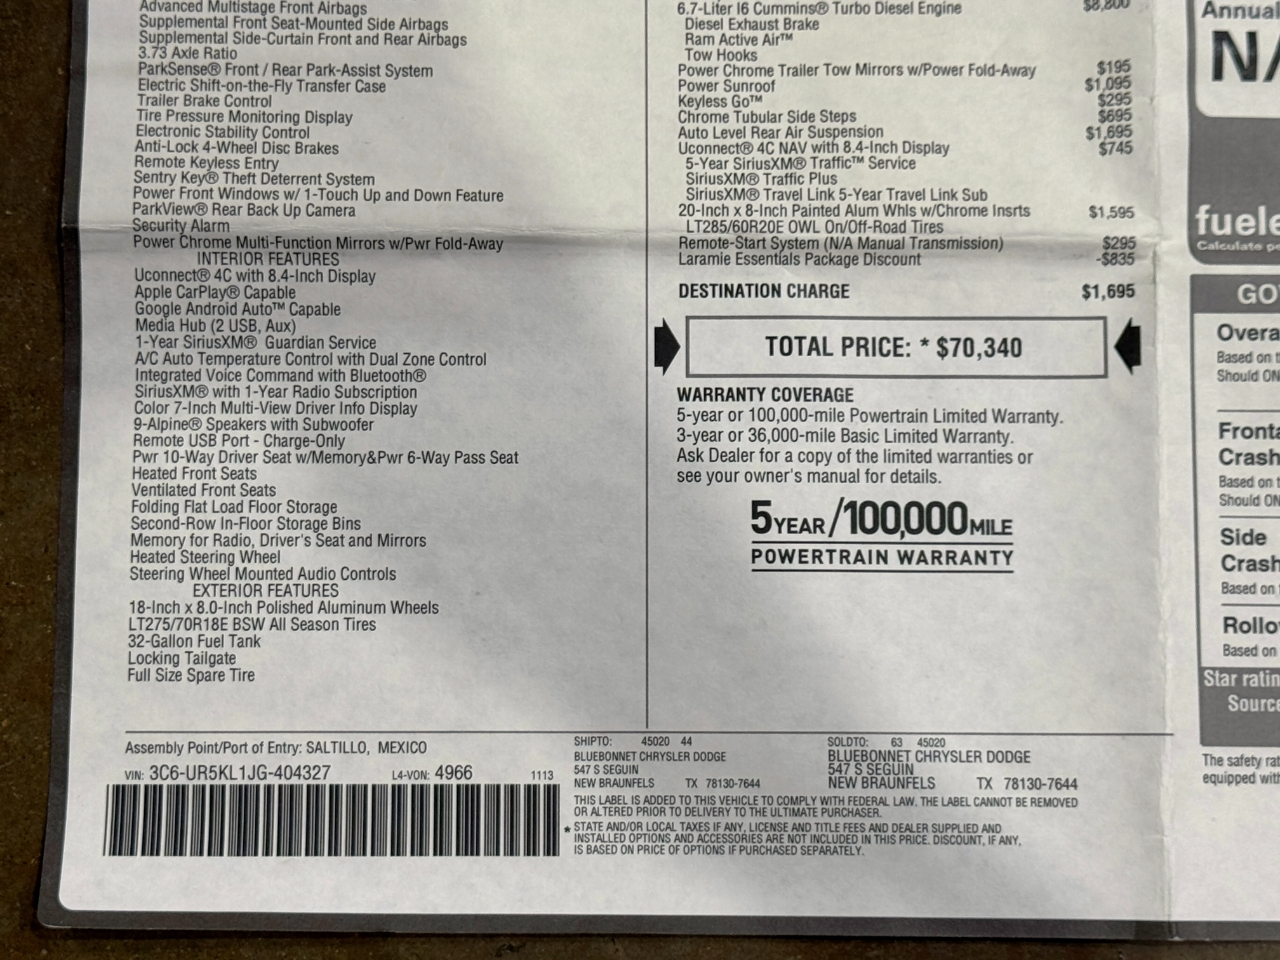 Advanced Multistage Front Airbags
Supplemental Front Seat-Mounted Side Airbags
Supplemental Side-Curtain Front and Rear Airbags
3.73 Axle Ratio
ParkSense® Front / Rear Park-Assist System
Electric Shift-on-the-Fly Transfer Case
Trailer Brake Control
Tire Pressure Monitoring Display
Electronic Stability Control
Anti-Lock 4-Wheel Disc Brakes
Remote Keyless Entry
Sentry Key® Theft Deterrent System
Power Front Windows w/ 1-Touch Up and Down Feature
ParkView® Rear Back Up Camera
Security Alarm
Power Chrome Multi-Function Mirrors w/Pwr Fold-Away
INTERIOR FEATURES
Uconnect® 4C with 8.4-Inch Display
Apple CarPlay® Capable
Google Android Auto™ Capable
Media Hub (2 USB, Aux)
1-Year SiriusXM® Guardian Service
A/C Auto Temperature Control with Dual Zone Control
Integrated Voice Command with Bluetooth®
SiriusXM® with 1-Year Radio Subscription
Color 7-Inch Multi-View Driver Info Display
9-Alpine® Speakers with Subwoofer
Remote USB Port - Charge-Only
Pwr 10-Way Driver Seat w/Memory&Pwr 6-Way Pass Seat
Heated Front Seats
Ventilated Front Seats
Folding Flat Load Floor Storage
Second-Row In-Floor Storage Bins
Memory for Radio, Driver's Seat and Mirrors
Heated Steering Wheel
Steering Wheel Mounted Audio Controls
EXTERIOR FEATURES
18-Inch x 8.0-Inch Polished Aluminum Wheels
LT275/70R18E BSW All Season Tires
32-Gallon Fuel Tank
Locking Tailgate
Full Size Spare Tire
6.7-Liter I6 Cummins® Turbo Diesel Engine $8,800
Diesel Exhaust Brake
Ram Active Air™
Tow Hooks
Power Chrome Trailer Tow Mirrors w/Power Fold-Away $195
Power Sunroof $1,095
Keyless Go™ $295
Chrome Tubular Side Steps $695
Auto Level Rear Air Suspension $1,695
Uconnect® 4C NAV with 8.4-Inch Display $745
5-Year SiriusXM® Traffic™ Service
SiriusXM® Traffic Plus
SiriusXM® Travel Link 5-Year Travel Link Sub
20-Inch x 8-Inch Painted Alum Whls w/Chrome Insrts $1,595
LT285/60R20E OWL On/Off-Road Tires
Remote-Start System (N/A Manual Transmission) $295
Laramie Essentials Package Discount -$835
DESTINATION CHARGE $1,695
TOTAL PRICE: * $70,340
WARRANTY COVERAGE
5-year or 100,000-mile Powertrain Limited Warranty.
3-year or 36,000-mile Basic Limited Warranty.
Ask Dealer for a copy of the limited warranties or
see your owner's manual for details.
5YEAR/100,000MILE
POWERTRAIN WARRANTY
Assembly Point/Port of Entry: SALTILLO, MEXICO
VIN: 3C6-UR5KL1JG-404327 L4-VON: 4966 1113
SHIPTO: 45020 44
BLUEBONNET CHRYSLER DODGE
547 S SEGUIN
NEW BRAUNFELS TX 78130-7644
SOLDTO: 63 45020
BLUEBONNET CHRYSLER DODGE
547 S SEGUIN
NEW BRAUNFELS TX 78130-7644
THIS LABEL IS ADDED TO THIS VEHICLE TO COMPLY WITH FEDERAL LAW. THE LABEL CANNOT BE REMOVED
OR ALTERED PRIOR TO DELIVERY TO THE ULTIMATE PURCHASER.
* STATE AND/OR LOCAL TAXES IF ANY, LICENSE AND TITLE FEES AND DEALER SUPPLIED AND
INSTALLED OPTIONS AND ACCESSORIES ARE NOT INCLUDED IN THIS PRICE. DISCOUNT, IF ANY,
IS BASED ON PRICE OF OPTIONS IF PURCHASED SEPARATELY.
Annual
N/
fuele
Calculate
GO
Overa
Based on
Should ON
Fronta
Crash
Based on
Should ON
Side
Crash
Based on
Rollo
Based on
Star ratin
Source
The safety rat
equipped with